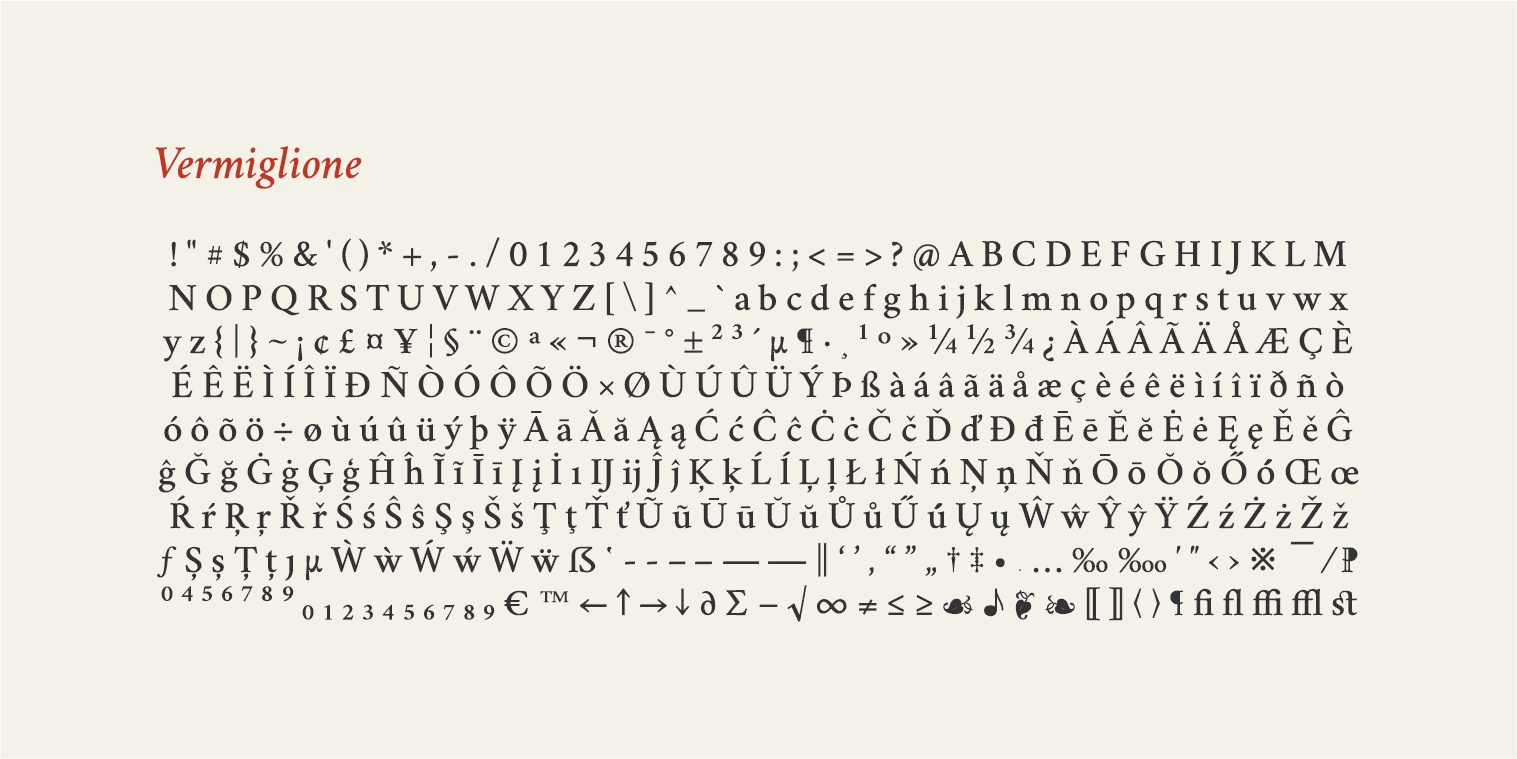 Vermiglione
! " # $ % & ' ( ) * + , - . / 0 1 2 3 4 5 6 7 8 9 : ; < = > ? @ A B C D E F G H I J K L M
N O P Q R S T U V W X Y Z [ \ ] ^ _ ` a b c d e f g h i j k l m n o p q r s t u v w x
y z { | } ~ ¡ ¢ £ ¤ ¥ ¦ § ¨ © ª « ¬ ® ¯ ° ± ² ³ ´ µ ¶ · ¸ ¹ º » ¼ ½ ¾ ¿ À Á Â Ã Ä Å Æ Ç È
É Ê Ë Ì Í Î Ï Ð Ñ Ò Ó Ô Õ Ö × Ø Ù Ú Û Ü Ý Þ ß à á â ã ä å æ ç è é ê ë ì í î ï ð ñ ò
ó ô õ ö ÷ ø ù ú û ü ý þ ÿ Ā ā Ă ă Ą ą Ć ć Ĉ ĉ Ċ ċ Č č Ď ď Đ đ Ē ē Ĕ ĕ Ė ė Ę ę Ě ě Ĝ
ĝ Ğ ğ Ġ ġ Ģ ģ Ĥ ĥ Ĩ ĩ Ī ī Į į İ ı Ĳ ĳ Ĵ ĵ Ķ ķ Ĺ ĺ Ļ ļ Ł ł Ń ń Ņ ņ Ň ň Ō ō Ŏ ŏ Ő ő Œ œ
Ŕ ŕ Ŗ ŗ Ř ř Ś ś Ŝ ŝ Ş ş Š š Ţ ţ Ť ť Ũ ũ Ū ū Ŭ ŭ Ů ů Ű ű Ų ų Ŵ ŵ Ŷ ŷ Ÿ Ź ź Ż ż Ž ž
ƒ Ș ș Ț ț ȷ μ Ẁ ẁ Ẃ ẃ Ẅ ẅ ẞ ʽ ‐ ‑ ‒ – — ― ‖ ‘ ’ ‚ “ ” „ † ‡ • ․ … ‰ ‱ ′ ″ ‹ › ※ ‾ ⁄ ⁋
⁰ ⁴ ⁵ ⁶ ⁷ ⁸ ⁹ ₀ ₁ ₂ ₃ ₄ ₅ ₆ ₇ ₈ ₉ € ™ ← ↑ → ↓ ∂ ∑ − √ ∞ ≠ ≤ ≥ ☙ ♪ ❦ ❧ ⟦ ⟧ ⟨ ⟩ ¶ ﬁ ﬂ ﬃ ﬄ ﬆ